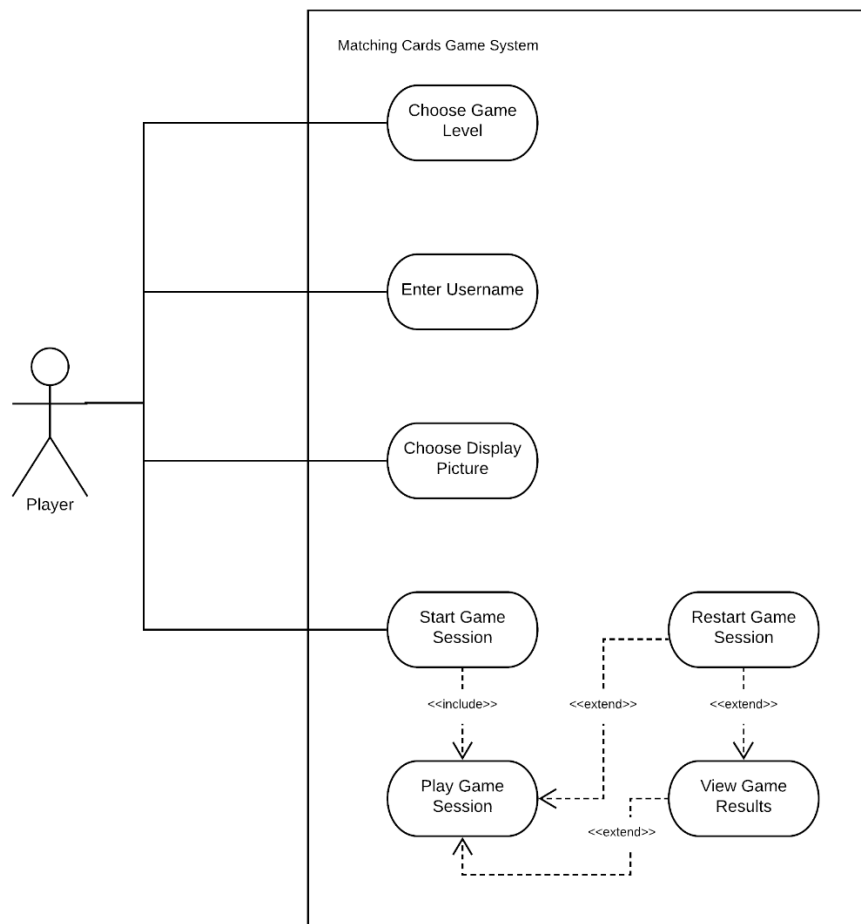 Matching Cards Game System
Choose Game
Level
Enter Username
Choose Display
Picture
Player
Start Game
Session
Restart Game
Session
<<include>>
<<extend>>
<<extend>>
Play Game
Session
View Game
Results
<<extend>>